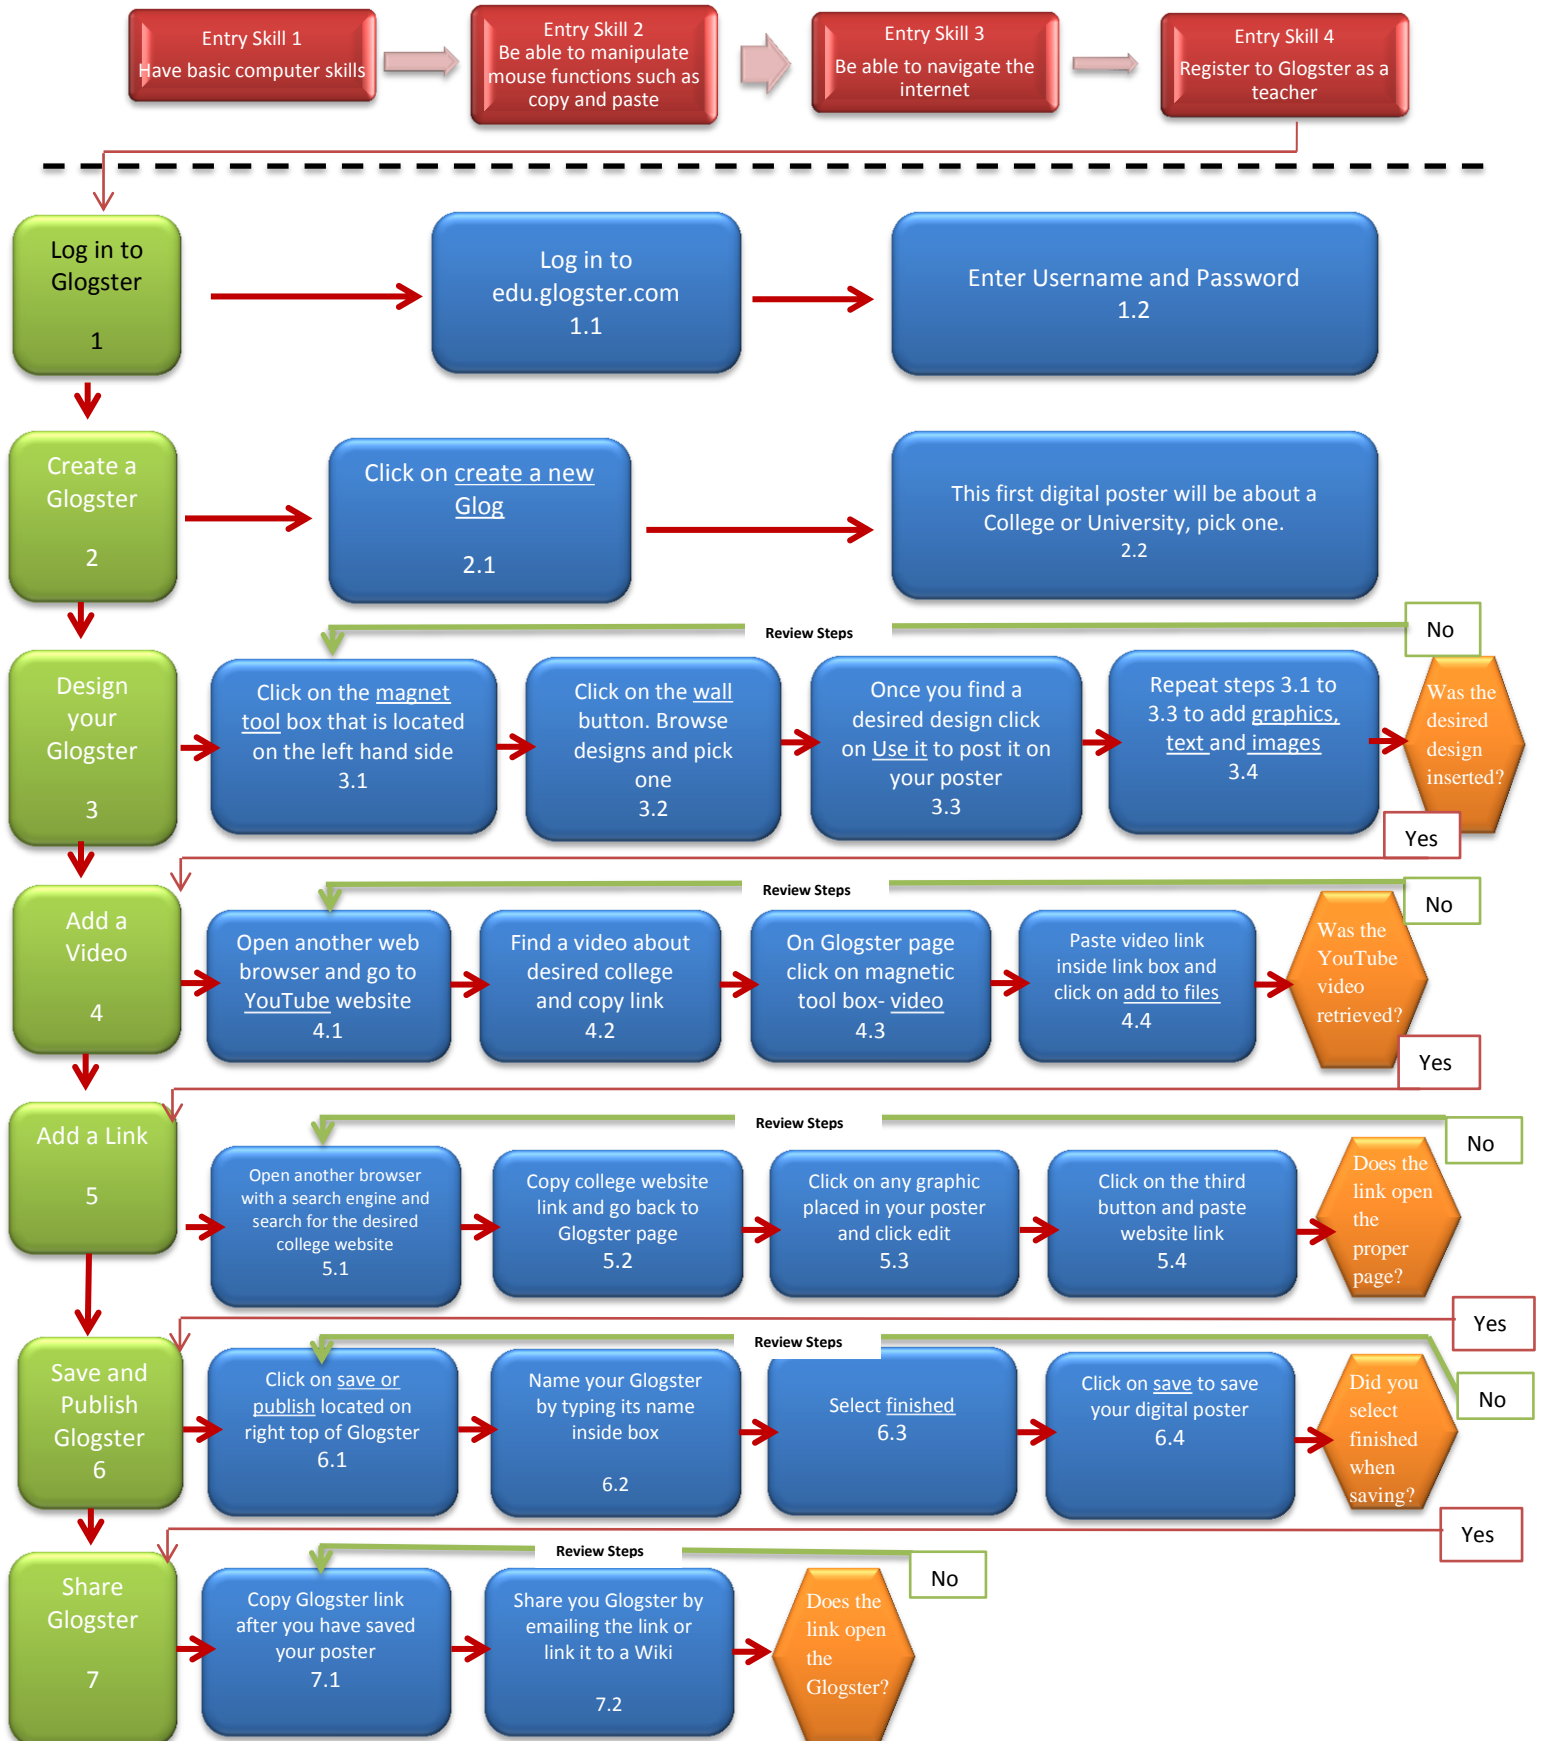 Entry Skill 1
Have basic computer skills
Entry Skill 2
Be able to manipulate
mouse functions such as
copy and paste
Entry Skill 3
Be able to navigate the
internet
Entry Skill 4
Register to Glogster as a
teacher
Log in to
Glogster
1
Log in to
edu.glogster.com
1.1
Enter Username and Password
1.2
Create a
Glogster
2
Click on create a new
Glog
2.1
This first digital poster will be about a
College or University, pick one.
2.2
Review Steps
No
Design
your
Glogster
3
Click on the magnet
tool box that is located
on the left hand side
3.1
Click on the wall
button. Browse
designs and pick
one
3.2
Once you find a
desired design click
on Use it to post it on
your poster
3.3
Repeat steps 3.1 to
3.3 to add graphics,
text and images
3.4
Was the
desired
design
inserted?
Yes
Review Steps
No
Add a
Video
4
Open another web
browser and go to
YouTube website
4.1
Find a video about
desired college
and copy link
4.2
On Glogster page
click on magnetic
tool box- video
4.3
Paste video link
inside link box and
click on add to files
4.4
Was the
YouTube
video
retrieved?
Yes
Review Steps
No
Add a Link
5
Open another browser
with a search engine and
search for the desired
college website
5.1
Copy college website
link and go back to
Glogster page
5.2
Click on any graphic
placed in your poster
and click edit
5.3
Click on the third
button and paste
website link
5.4
Does the
link open
the
proper
page?
Yes
Review Steps
No
Save and
Publish
Glogster
6
Click on save or
publish located on
right top of Glogster
6.1
Name your Glogster
by typing its name
inside box
6.2
Select finished
6.3
Click on save to save
your digital poster
6.4
Did you
select
finished
when
saving?
Yes
Review Steps
No
Share
Glogster
7
Copy Glogster link
after you have saved
your poster
7.1
Share you Glogster by
emailing the link or
link it to a Wiki
7.2
Does the
link open
the
Glogster?